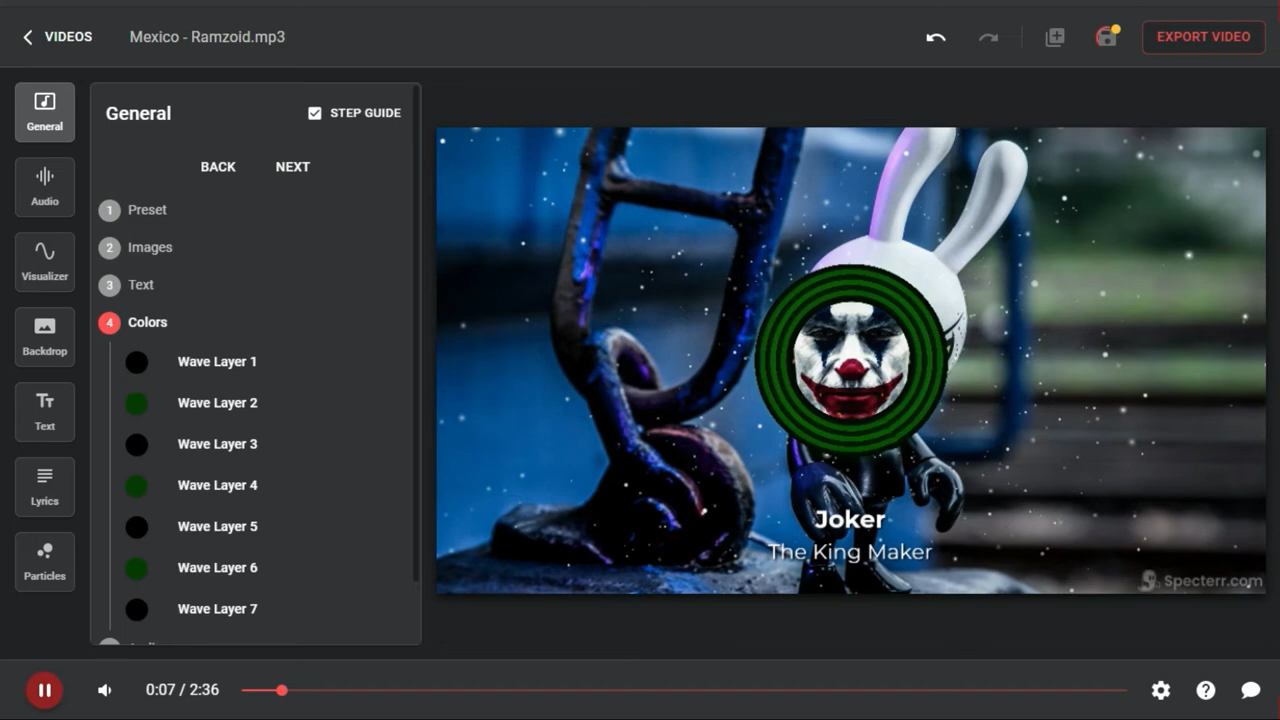 VIDEOS
Mexico - Ramzoid.mp3
EXPORT VIDEO
General
Audio
Visualizer
Backdrop
Text
Lyrics
Particles
General
STEP GUIDE
BACK
NEXT
1 Preset
2 Images
3 Text
4 Colors
Wave Layer 1
Wave Layer 2
Wave Layer 3
Wave Layer 4
Wave Layer 5
Wave Layer 6
Wave Layer 7
Joker
The King Maker
Specterr.com
0:07 / 2:36